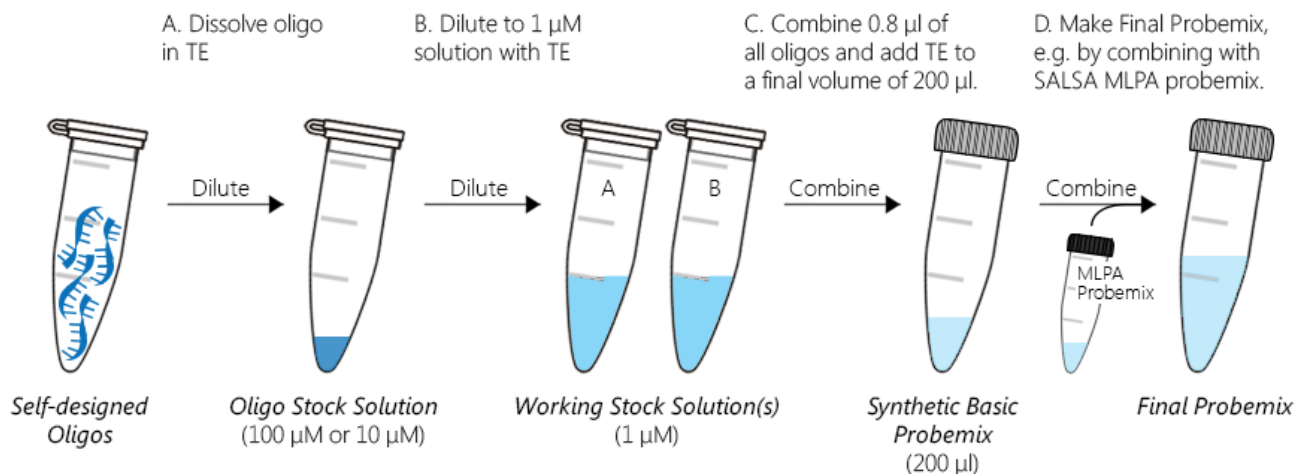 A. Dissolve oligo
in TE
B. Dilute to 1 µM
solution with TE
C. Combine 0.8 µl of
all oligos and add TE to
a final volume of 200 µl.
D. Make Final Probemix,
e.g. by combining with
SALSA MLPA probemix.
Dilute
Dilute
A
B
Combine
Combine
MLPA
Probemix
Self-designed
Oligos
Oligo Stock Solution
(100 µM or 10 µM)
Working Stock Solution(s)
(1 µM)
Synthetic Basic
Probemix
(200 µl)
Final Probemix